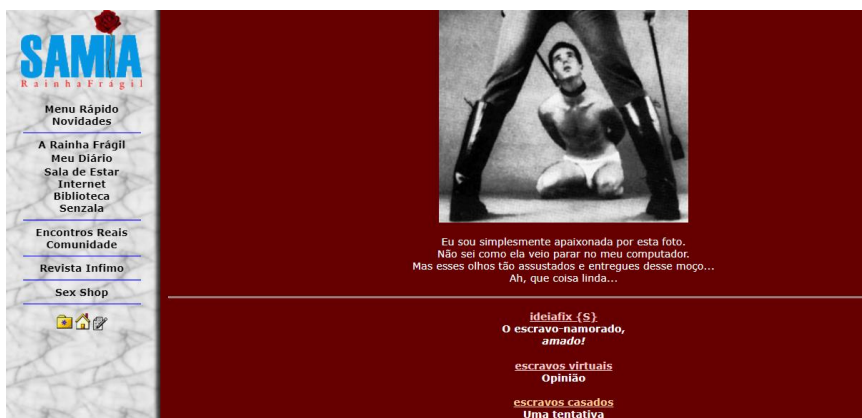 SAMIA
RainhaFrágil
Menu Rápido
Novidades
A Rainha Frágil
Meu Diário
Sala de Estar
Internet
Biblioteca
Senzala
Encontros Reais
Comunidade
Revista Infimo
Sex Shop
Eu sou simplesmente apaixonada por esta foto.
Não sei como ela veio parar no meu computador.
Mas esses olhos tão assustados e entregues desse moço...
Ah, que coisa linda...
ideiafix {S}
O escravo-namorado,
amado!
escravos virtuais
Opinião
escravos casados
Uma tentativa